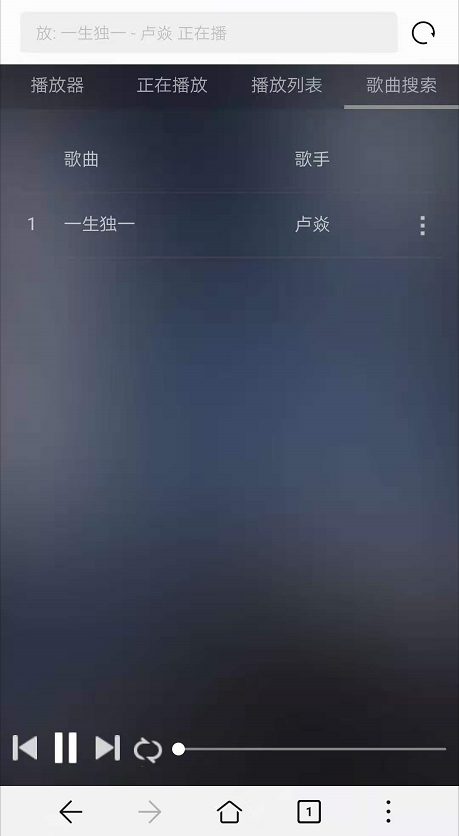 放: 一生独一 - 卢焱 正在播
播放器 正在播放 播放列表 歌曲搜索
歌曲 歌手
1 一生独一 卢焱
1